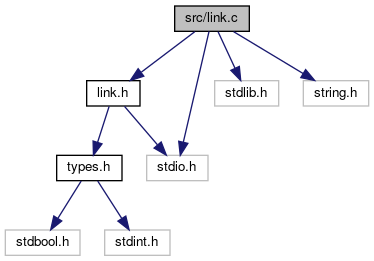 src/link.c
link.h
stdlib.h
string.h
types.h
stdio.h
stdbool.h
stdint.h